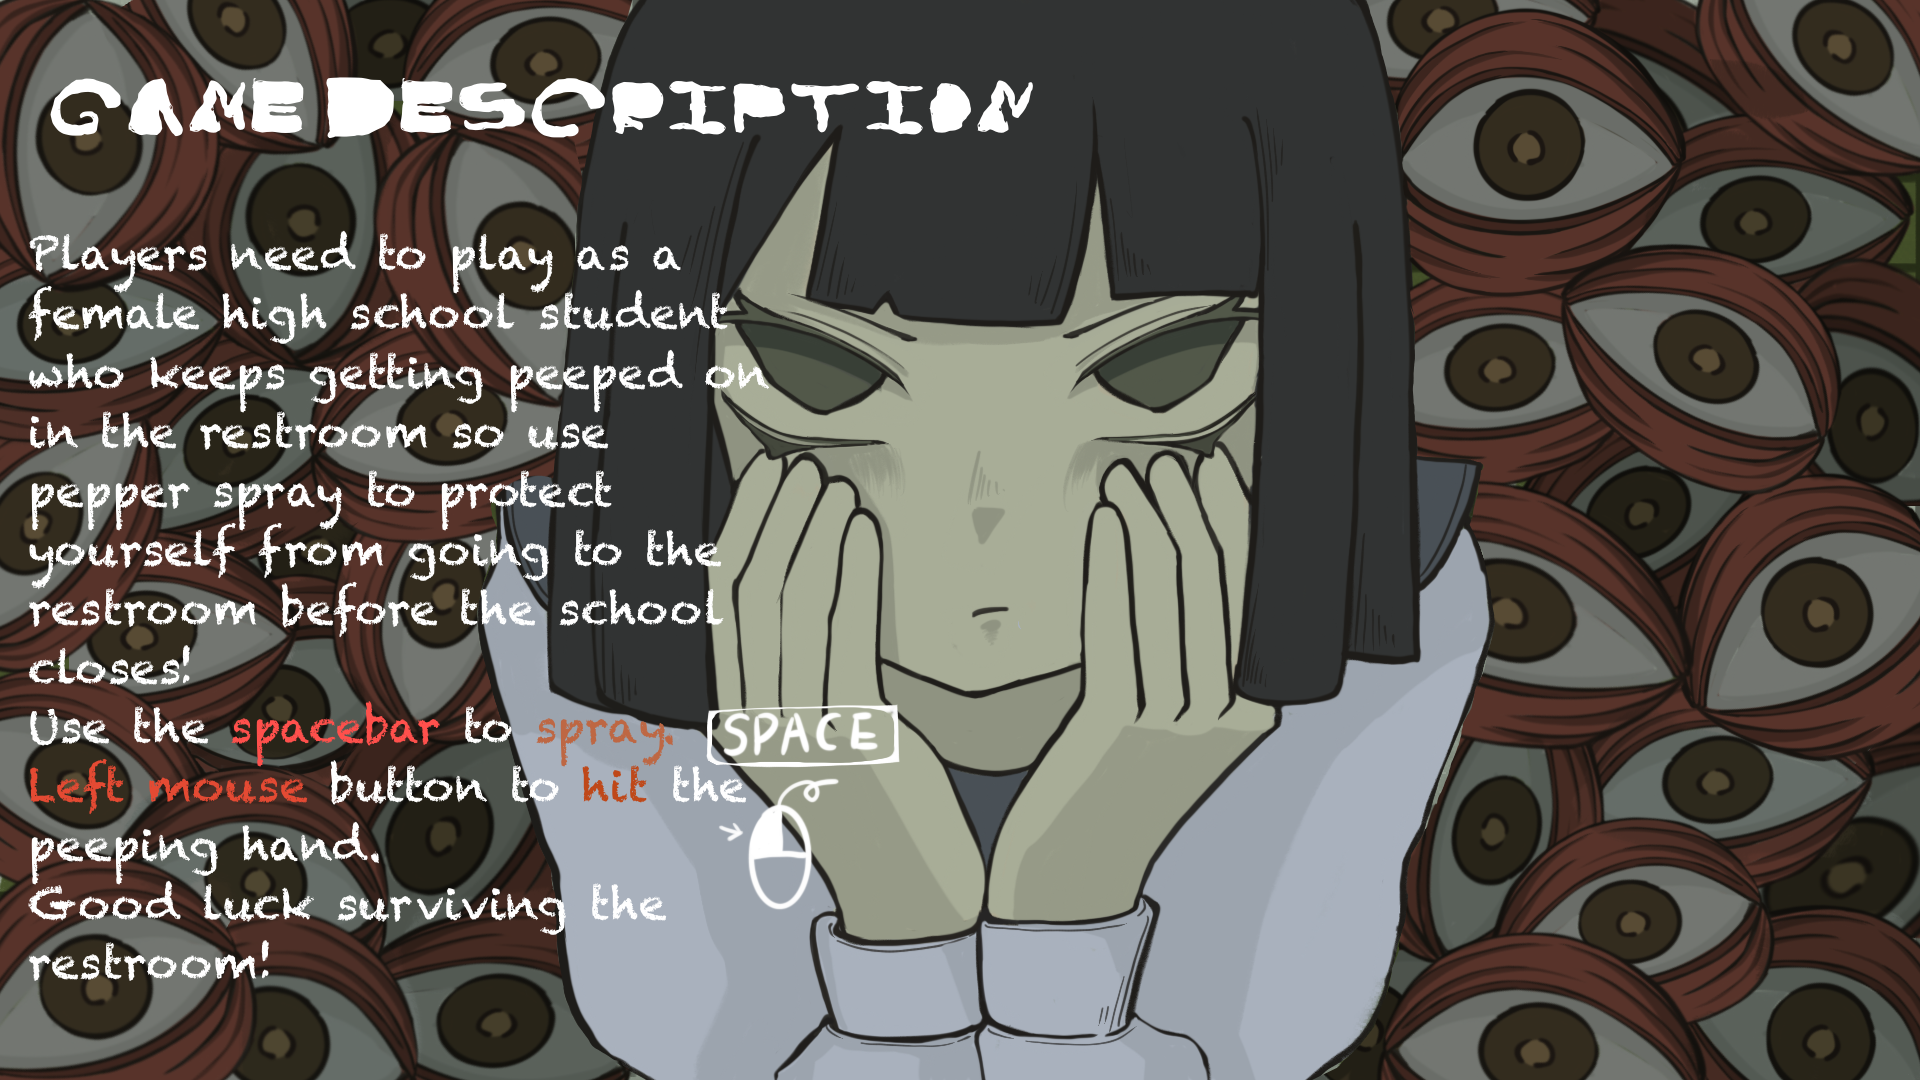 GAME DESCRIPTION
Players need to play as a
female high school student
who keeps getting peeped on
in the restroom so use
pepper spray to protect
yourself from going to the
restroom before the school
closes!
Use the spacebar to spray. SPACE
Left mouse button to hit the
peeping hand.
Good luck surviving the
restroom!